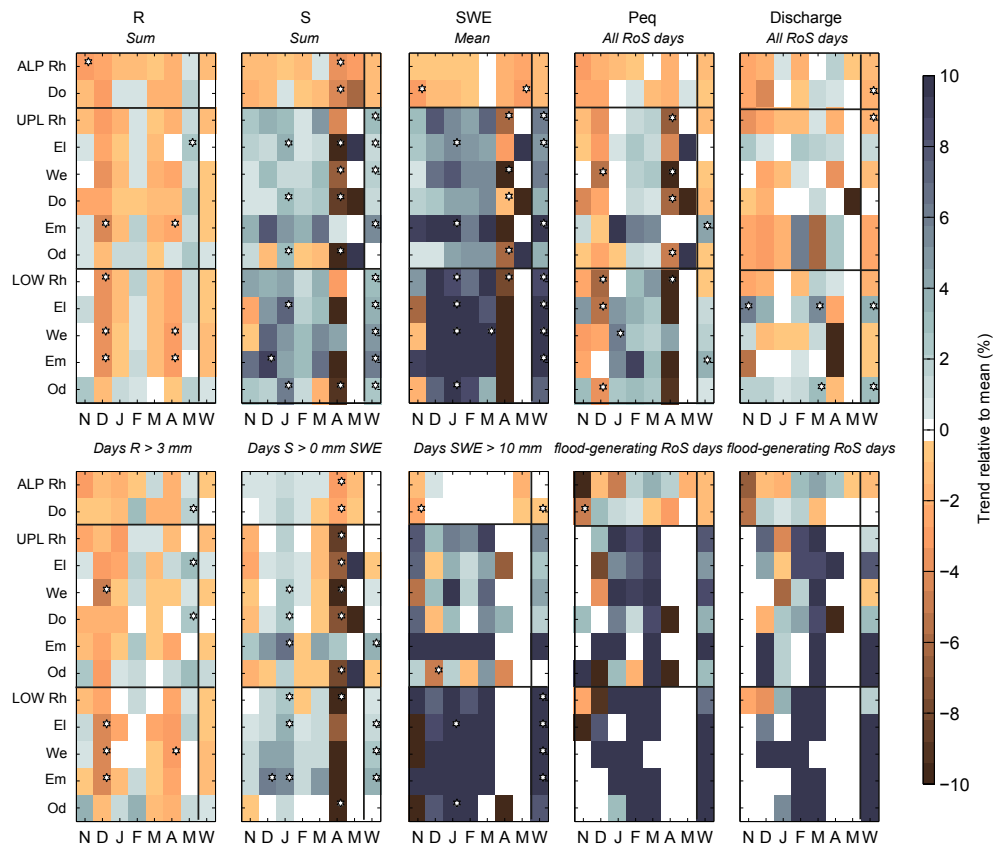 R S SWE Peq Discharge
Sum Sum Mean All RoS days All RoS days
ALP Rh
Do
UPL Rh
El
We
Do
Em
Od
LOW Rh
El
We
Em
Od
N D J F M A M W N D J F M A M W N D J F M A M W N D J F M A M W N D J F M A M W
Days R > 3 mm Days S > 0 mm SWE Days SWE > 10 mm flood-generating RoS days flood-generating RoS days
ALP Rh
Do
UPL Rh
El
We
Do
Em
Od
LOW Rh
El
We
Em
Od
N D J F M A M W N D J F M A M W N D J F M A M W N D J F M A M W N D J F M A M W
10
8
6
4
2
0
−2
−4
−6
−8
−10
Trend relative to mean (%)